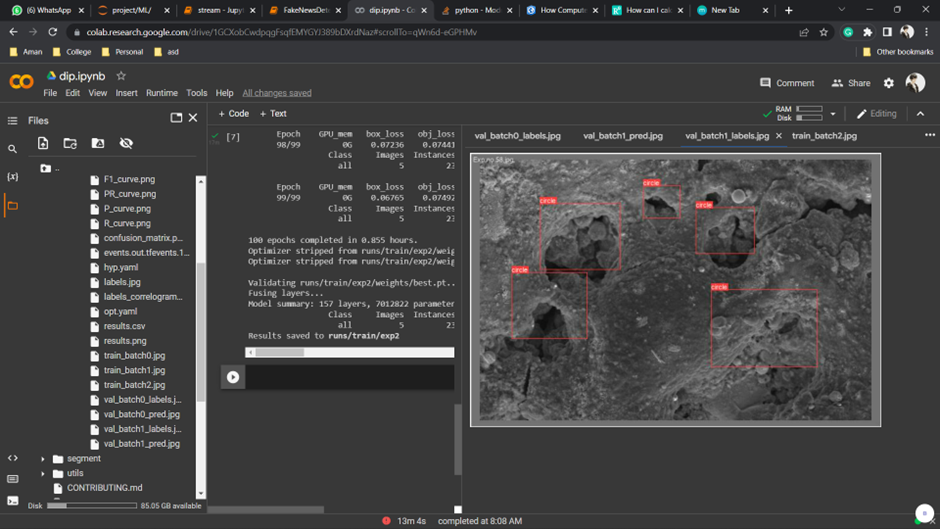 (6) WhatsApp
project/ML/
stream - Jupyt
FakeNewsDete
dip.ipynb - C
python - Mod
How Compute
How can I calc
New Tab
colab.research.google.com/drive/1GCXobCwdpqgFsqfEMYGYJ389bDXrdNaz#scrollTo=qWn6d-eGPHMv
Aman
College
Personal
asd
Other bookmarks
dip.ipynb
File Edit View Insert Runtime Tools Help All changes saved
Comment
Share
Files
+ Code + Text
RAM
Disk
Editing
..
F1_curve.png
PR_curve.png
P_curve.png
R_curve.png
confusion_matrix.p...
events.out.tfevents.1...
hyp.yaml
labels.jpg
labels_correlogram...
opt.yaml
results.csv
results.png
train_batch0.jpg
train_batch1.jpg
train_batch2.jpg
val_batch0_labels.j...
val_batch0_pred.jpg
val_batch1_labels.j...
val_batch1_pred.jpg
segment
utils
CONTRIBUTING.md
Disk
85.05 GB available
[7]
Epoch GPU_mem box_loss obj_loss
98/99 0G 0.07236 0.07441
Class Images Instances
all 5 23
Epoch GPU_mem box_loss obj_loss
99/99 0G 0.06765 0.07492
Class Images Instances
all 5 23
100 epochs completed in 0.855 hours.
Optimizer stripped from runs/train/exp2/weig
Optimizer stripped from runs/train/exp2/weig
Validating runs/train/exp2/weights/best.pt..
Fusing layers...
Model summary: 157 layers, 7012822 parameter
Class Images Instances
all 5 23
Results saved to runs/train/exp2
val_batch0_labels.jpg
val_batch1_pred.jpg
val_batch1_labels.jpg
train_batch2.jpg
circle
circle
circle
circle
circle
13m 4s completed at 8:08 AM